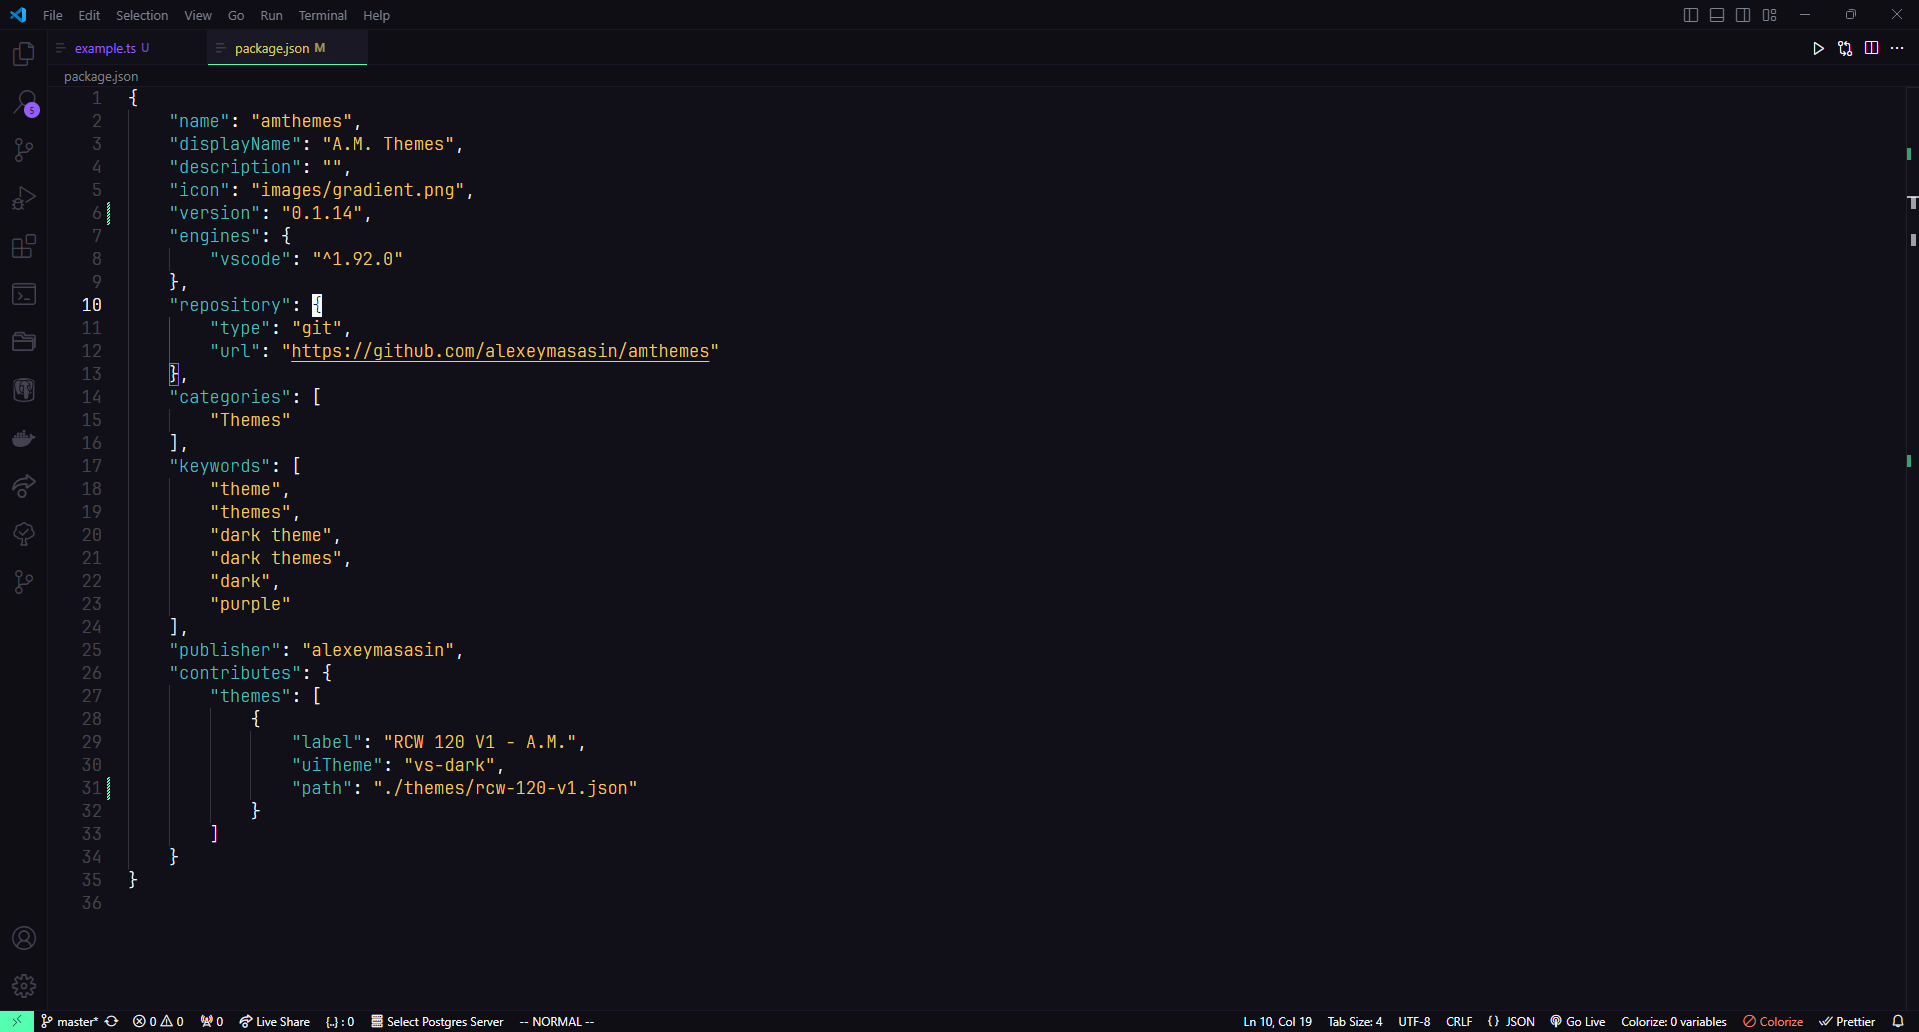 File Edit Selection View Go Run Terminal Help
example.ts U
package.json M
package.json
1 {
2 "name": "amthemes",
3 "displayName": "A.M. Themes",
4 "description": "",
5 "icon": "images/gradient.png",
6 "version": "0.1.14",
7 "engines": {
8 "vscode": "^1.92.0"
9 },
10 "repository": {
11 "type": "git",
12 "url": "https://github.com/alexeymasasin/amthemes"
13 },
14 "categories": [
15 "Themes"
16 ],
17 "keywords": [
18 "theme",
19 "themes",
20 "dark theme",
21 "dark themes",
22 "dark",
23 "purple"
24 ],
25 "publisher": "alexeymasasin",
26 "contributes": {
27 "themes": [
28 {
29 "label": "RCW 120 V1 - A.M.",
30 "uiTheme": "vs-dark",
31 "path": "./themes/rcw-120-v1.json"
32 }
33 ]
34 }
35 }
36
5
master* 0 0 0 Live Share {..} : 0 Select Postgres Server -- NORMAL -- Ln 10, Col 19 Tab Size: 4 UTF-8 CRLF {} JSON Go Live Colorize: 0 variables Colorize Prettier